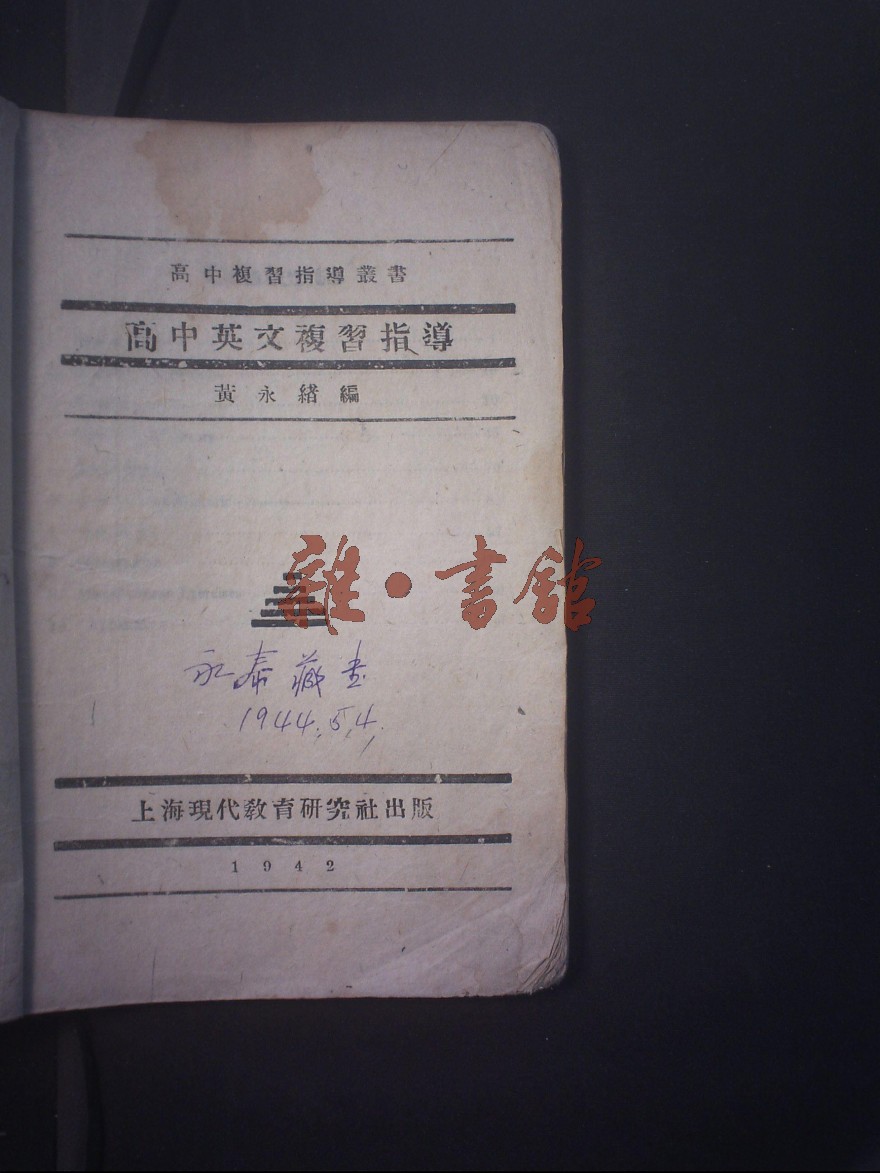 高中複習指導叢書
高中英文複習指導
黃永緒編
雜·書館
永泰藏書
1944.5.4.
上海現代教育研究社出版
1942